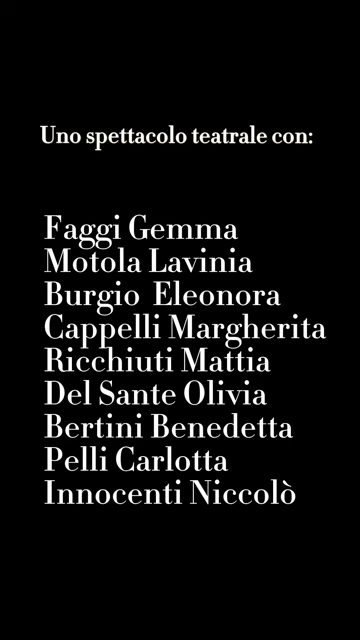 Uno spettacolo teatrale con:
Faggi Gemma
Motola Lavinia
Burgio  Eleonora
Cappelli Margherita
Ricchiuti Mattia
Del Sante Olivia
Bertini Benedetta
Pelli Carlotta
Innocenti Niccolò